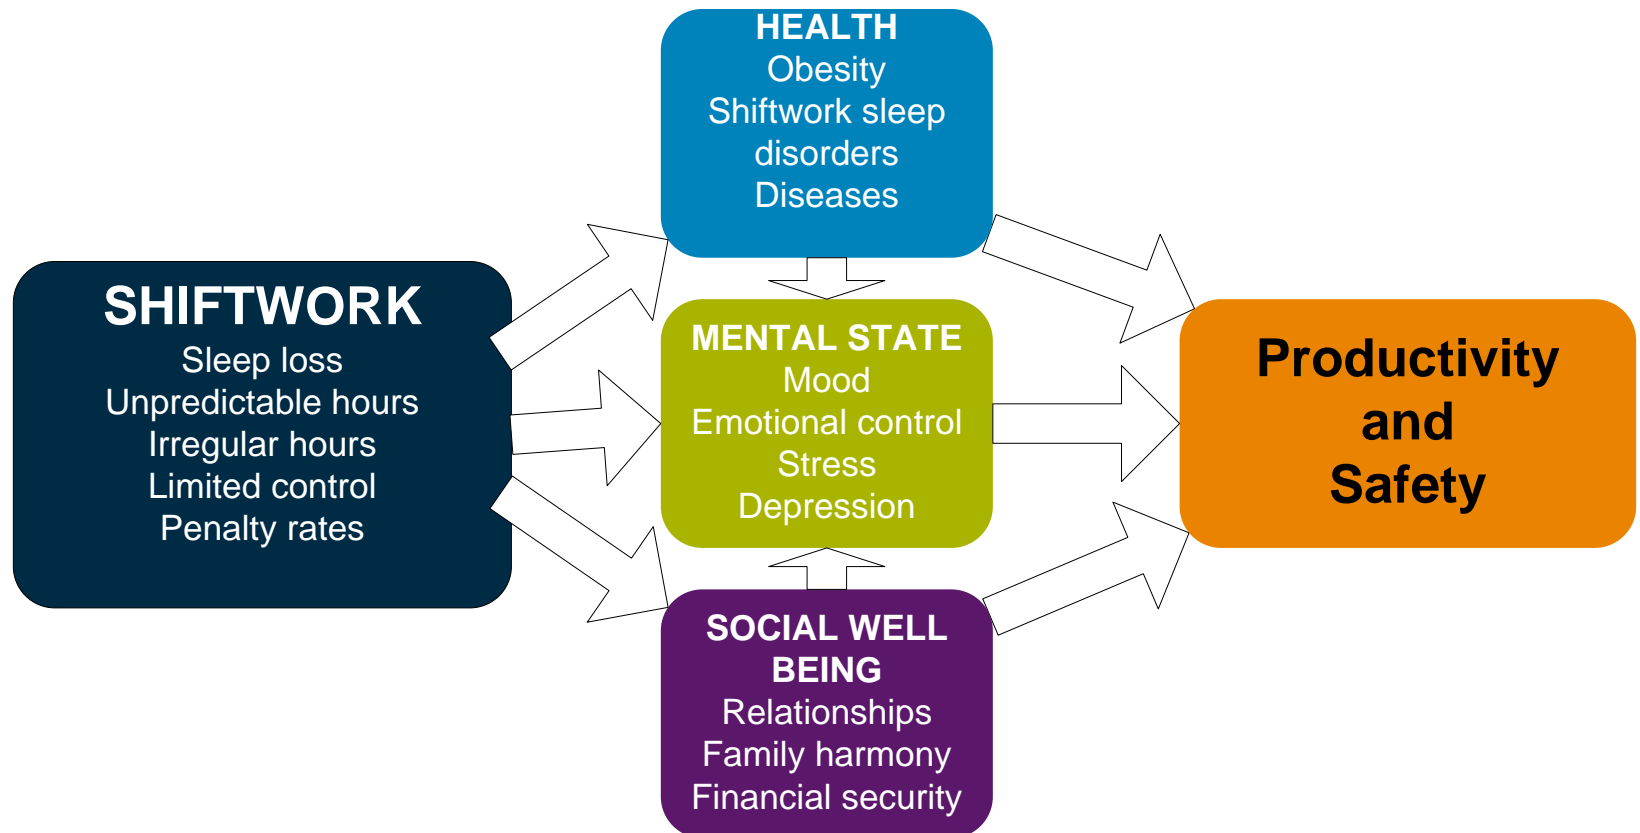 SHIFTWORK
Sleep loss
Unpredictable hours
Irregular hours
Limited control
Penalty rates
HEALTH
Obesity
Shiftwork sleep
disorders
Diseases
MENTAL STATE
Mood
Emotional control
Stress
Depression
SOCIAL WELL
BEING
Relationships
Family harmony
Financial security
Productivity
and
Safety